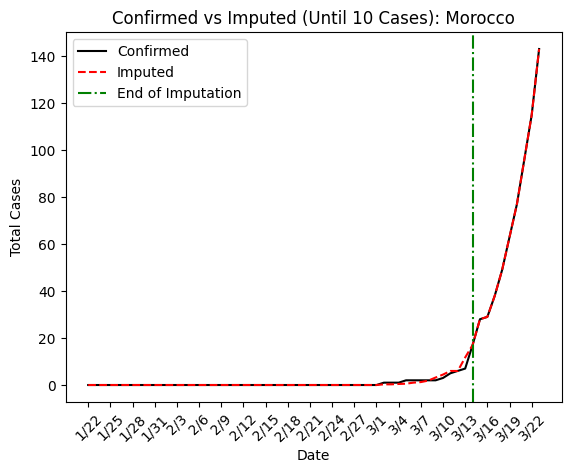 Confirmed vs Imputed (Until 10 Cases): Morocco
Confirmed
Imputed
End of Imputation
Total Cases
140
120
100
80
60
40
20
0
1/22 1/25 1/28 1/31 2/3 2/6 2/9 2/12 2/15 2/18 2/21 2/24 2/27 3/1 3/4 3/7 3/10 3/13 3/16 3/19 3/22
Date